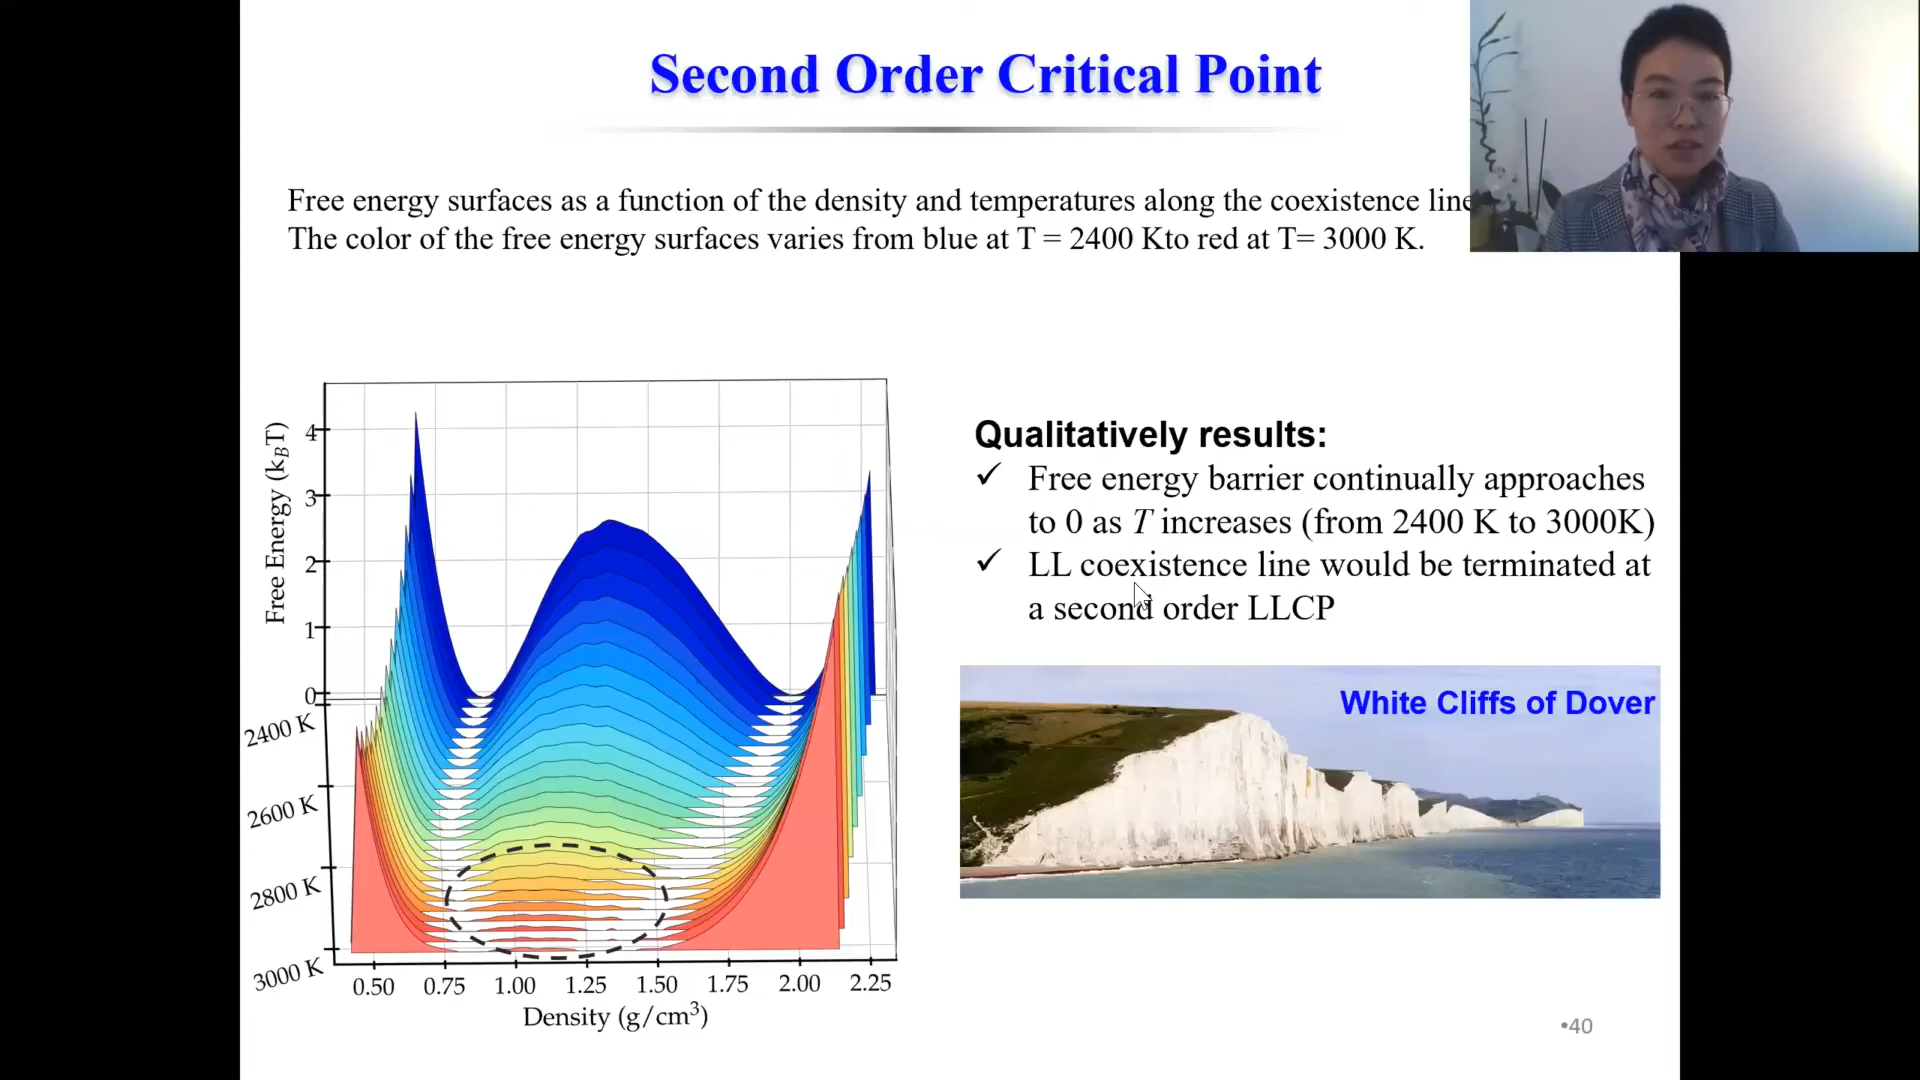 Second Order Critical Point
Free energy surfaces as a function of the density and temperatures along the coexistence line
The color of the free energy surfaces varies from blue at T = 2400 Kto red at T= 3000 K.
Free Energy (k_BT)
4
3
2
1
0
2400 K
2600 K
2800 K
3000 K
0.50 0.75 1.00 1.25 1.50 1.75 2.00 2.25
Density (g/cm³)
Qualitatively results:
✓ Free energy barrier continually approaches
to 0 as T increases (from 2400 K to 3000K)
✓ LL coexistence line would be terminated at
a second order LLCP
White Cliffs of Dover
•40